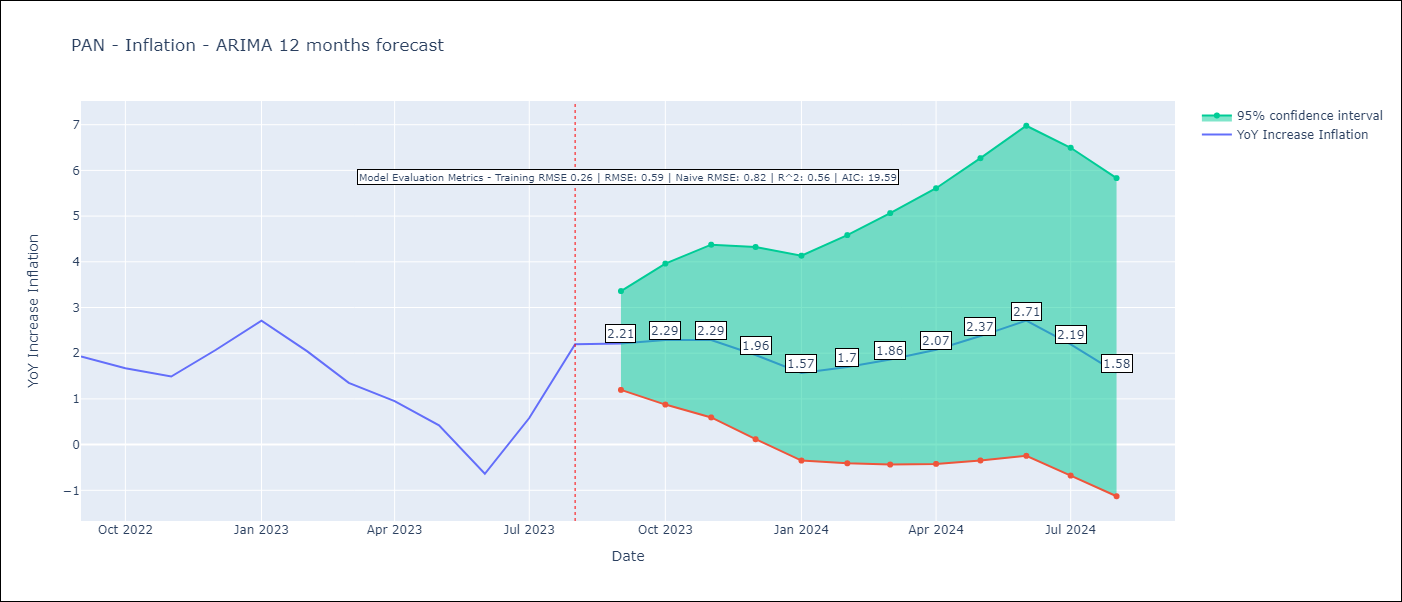 PAN - Inflation - ARIMA 12 months forecast
95% confidence interval
YoY Increase Inflation
Model Evaluation Metrics - Training RMSE 0.26 | RMSE: 0.59 | Naive RMSE: 0.82 | R^2: 0.56 | AIC: 19.59
YoY Increase Inflation
7
6
5
4
3
2
1
0
−1
2.21
2.29
2.29
1.96
1.57
1.7
1.86
2.07
2.37
2.71
2.19
1.58
Oct 2022
Jan 2023
Apr 2023
Jul 2023
Oct 2023
Jan 2024
Apr 2024
Jul 2024
Date